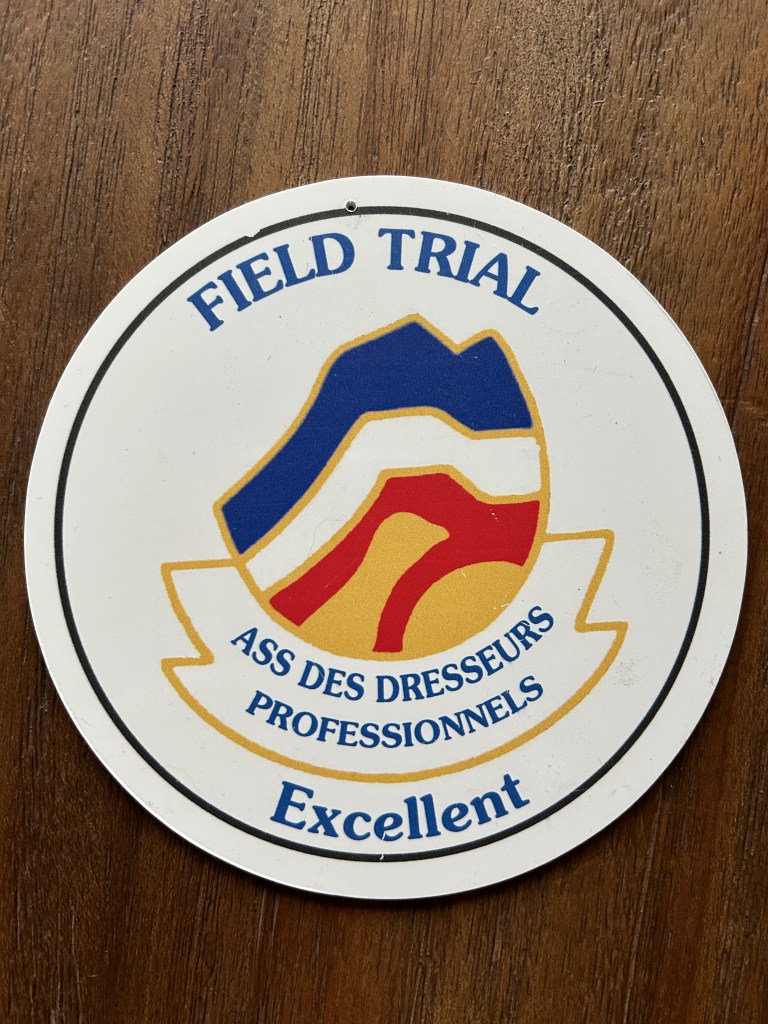 FIELD TRIAL
ASS DES DRESSEURS
PROFESSIONNELS
Excellent